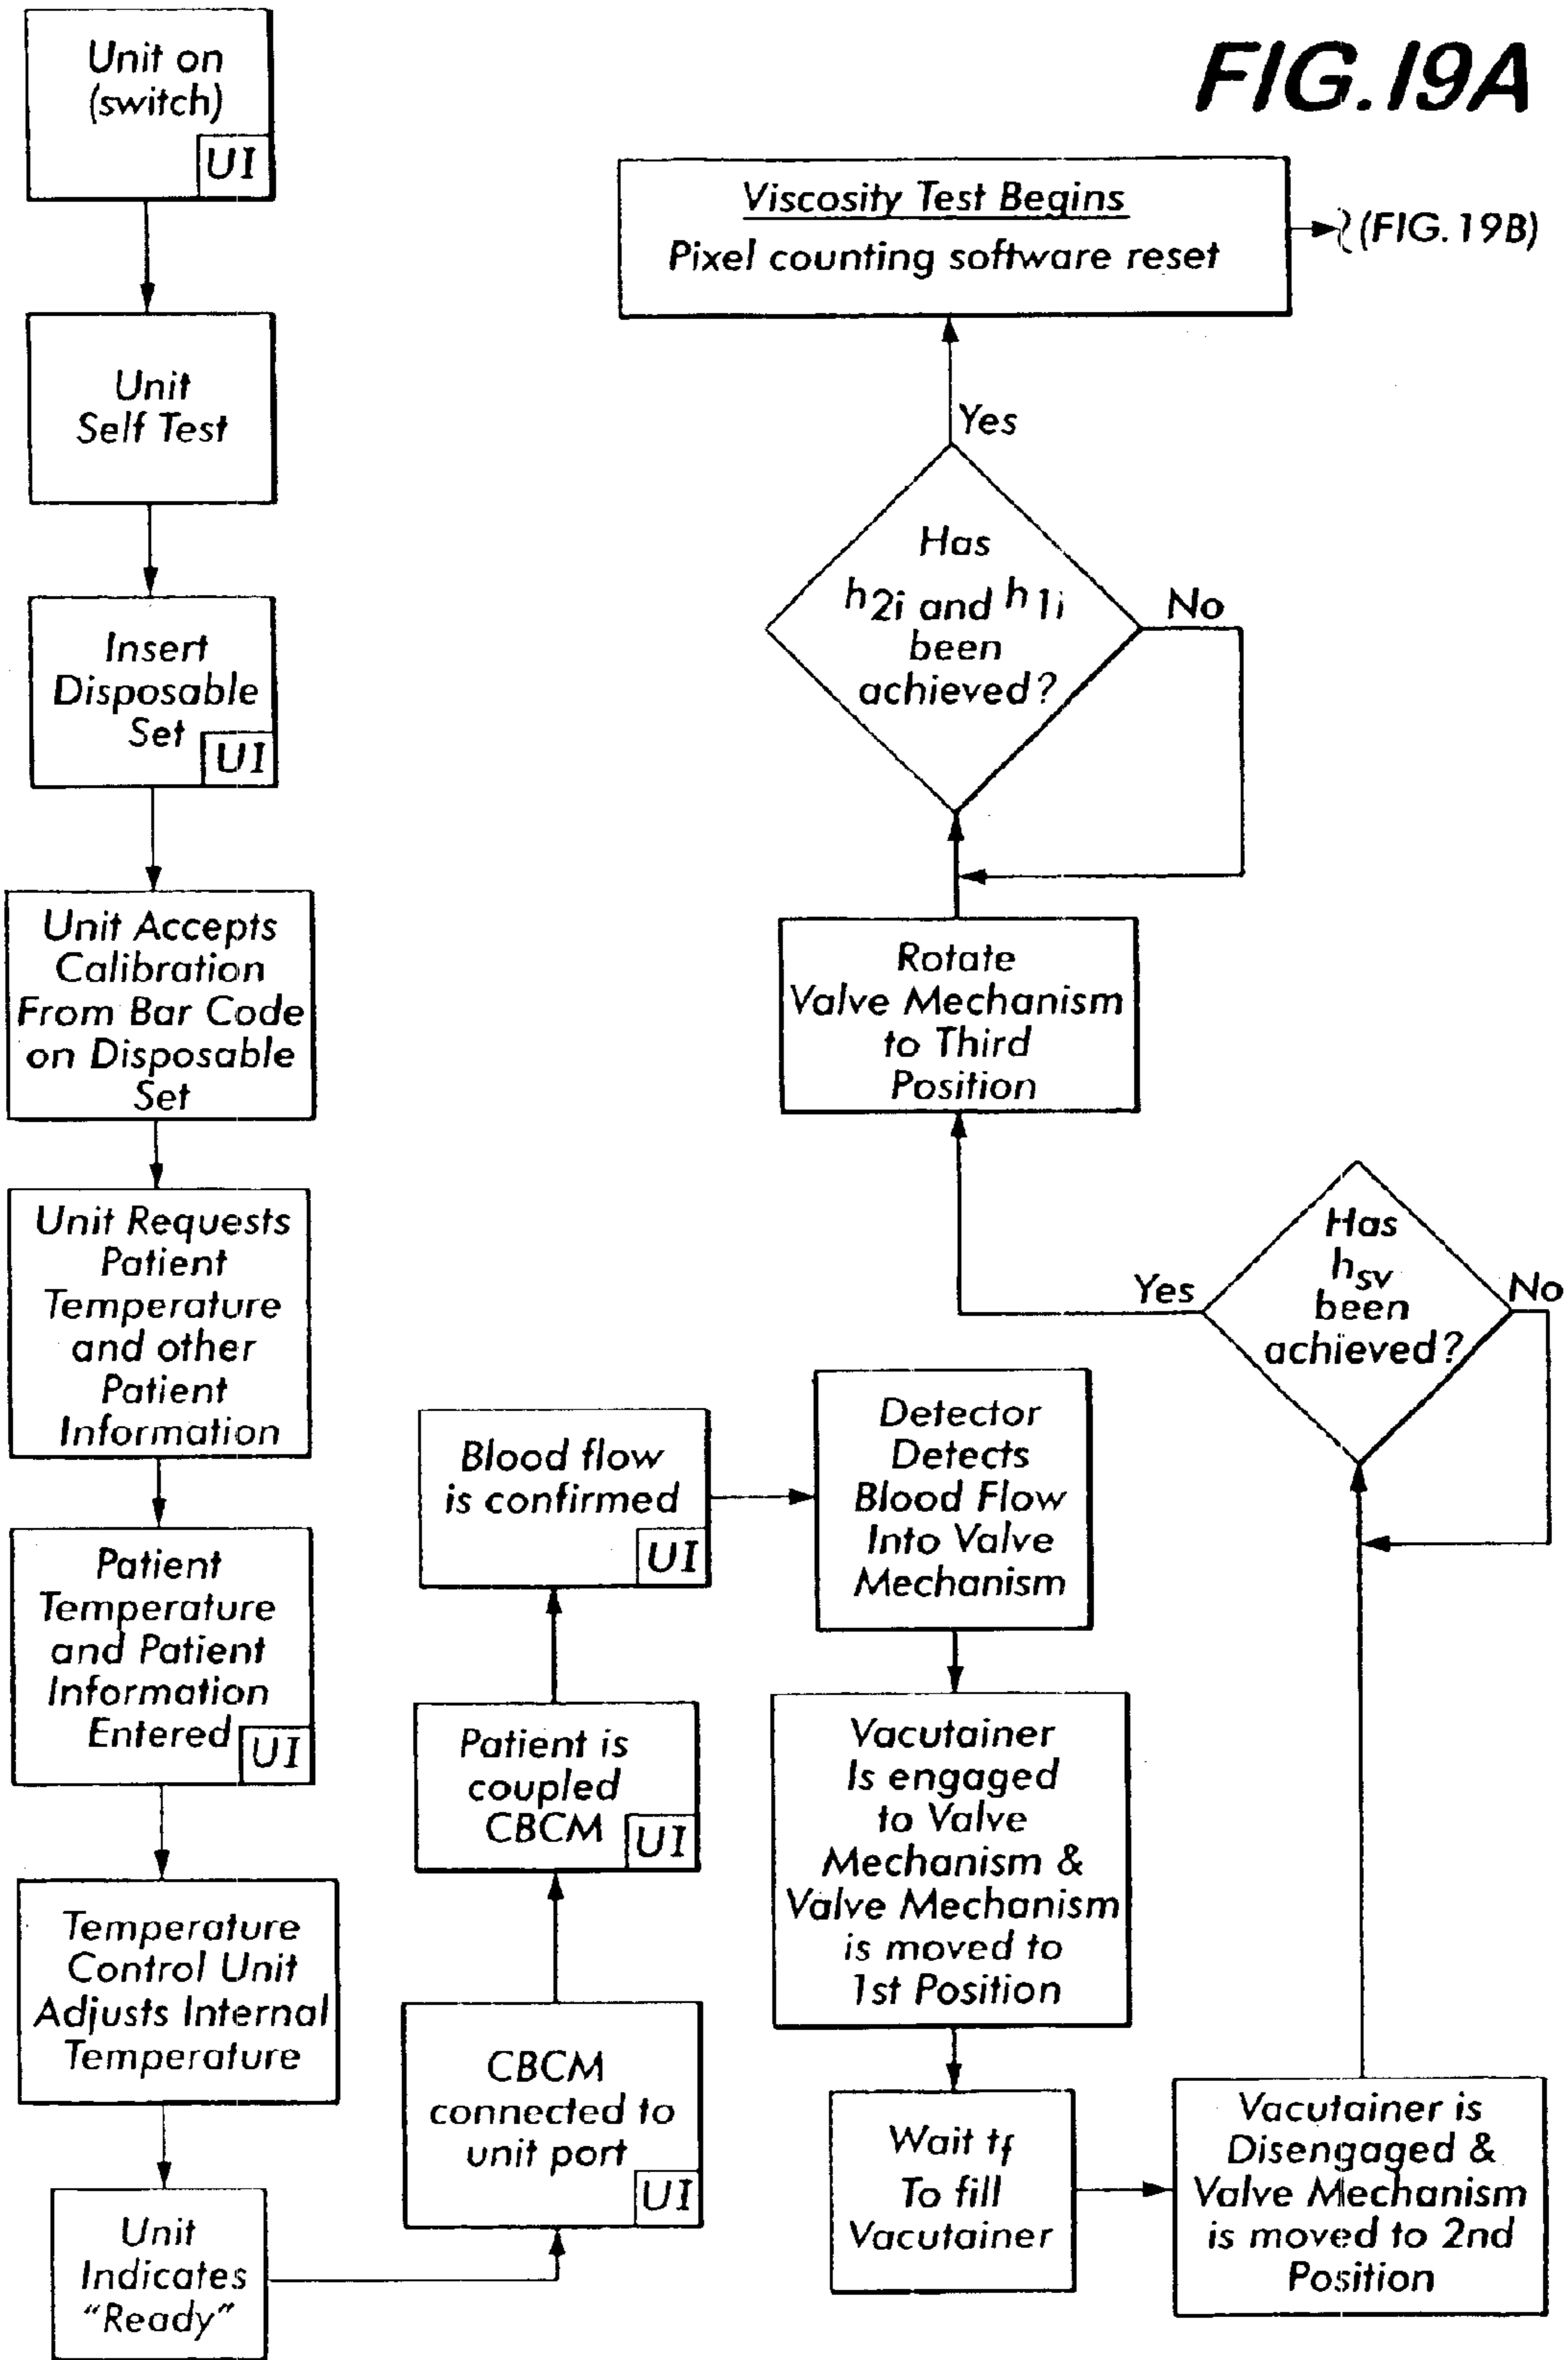 FIG. 19A
Unit on
(switch)
UI
Unit
Self Test
Insert
Disposable
Set
UI
Unit Accepts
Calibration
From Bar Code
on Disposable
Set
Unit Requests
Patient
Temperature
and other
Patient
Information
Patient
Temperature
and Patient
Information
Entered
UI
Temperature
Control Unit
Adjusts Internal
Temperature
Unit
Indicates
“Ready”
CBCM
connected to
unit port
UI
Patient is
coupled
CBCM
UI
Blood flow
is confirmed
UI
Detector
Detects
Blood Flow
Into Valve
Mechanism
Vacutainer
Is engaged
to Valve
Mechanism &
Valve Mechanism
is moved to
1st Position
Wait tf
To fill
Vacutainer
Vacutainer is
Disengaged &
Valve Mechanism
is moved to 2nd
Position
Has
hsv
been
achieved?
No
Yes
Rotate
Valve Mechanism
to Third
Position
Has
h2i and h1i
been
achieved?
No
Yes
Viscosity Test Begins
Pixel counting software reset
(FIG. 19B)